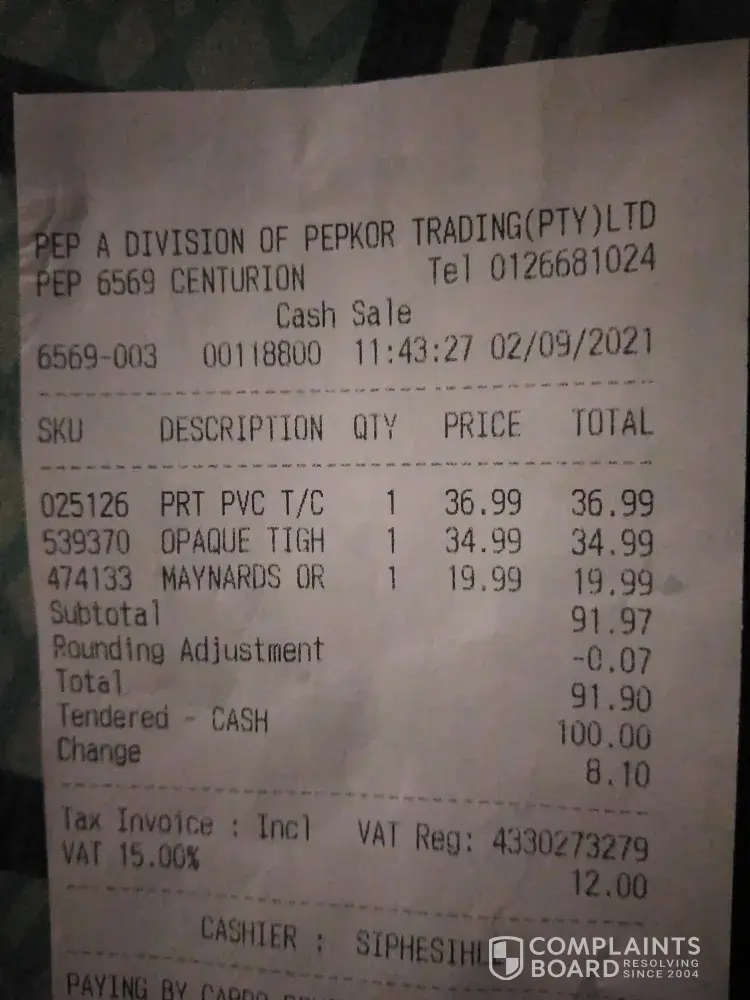 PEP A DIVISION OF PEPKOR TRADING(PTY)LTD
PEP 6569 CENTURION Tel 0126681024
Cash Sale
6569-003 00118800 11:43:27 02/09/2021
SKU DESCRIPTION QTY PRICE TOTAL
025126 PRT PVC T/C 1 36.99 36.99
539370 OPAQUE TIGH 1 34.99 34.99
474133 MAYNARDS OR 1 19.99 19.99
Subtotal 91.97
Rounding Adjustment -0.07
Total 91.90
Tendered - CASH 100.00
Change 8.10
Tax Invoice : Incl VAT Reg: 4330273279
VAT 15.00% 12.00
CASHIER : SIPHESIHLE
PAYING BY
COMPLAINTS
BOARD RESOLVING
SINCE 2004